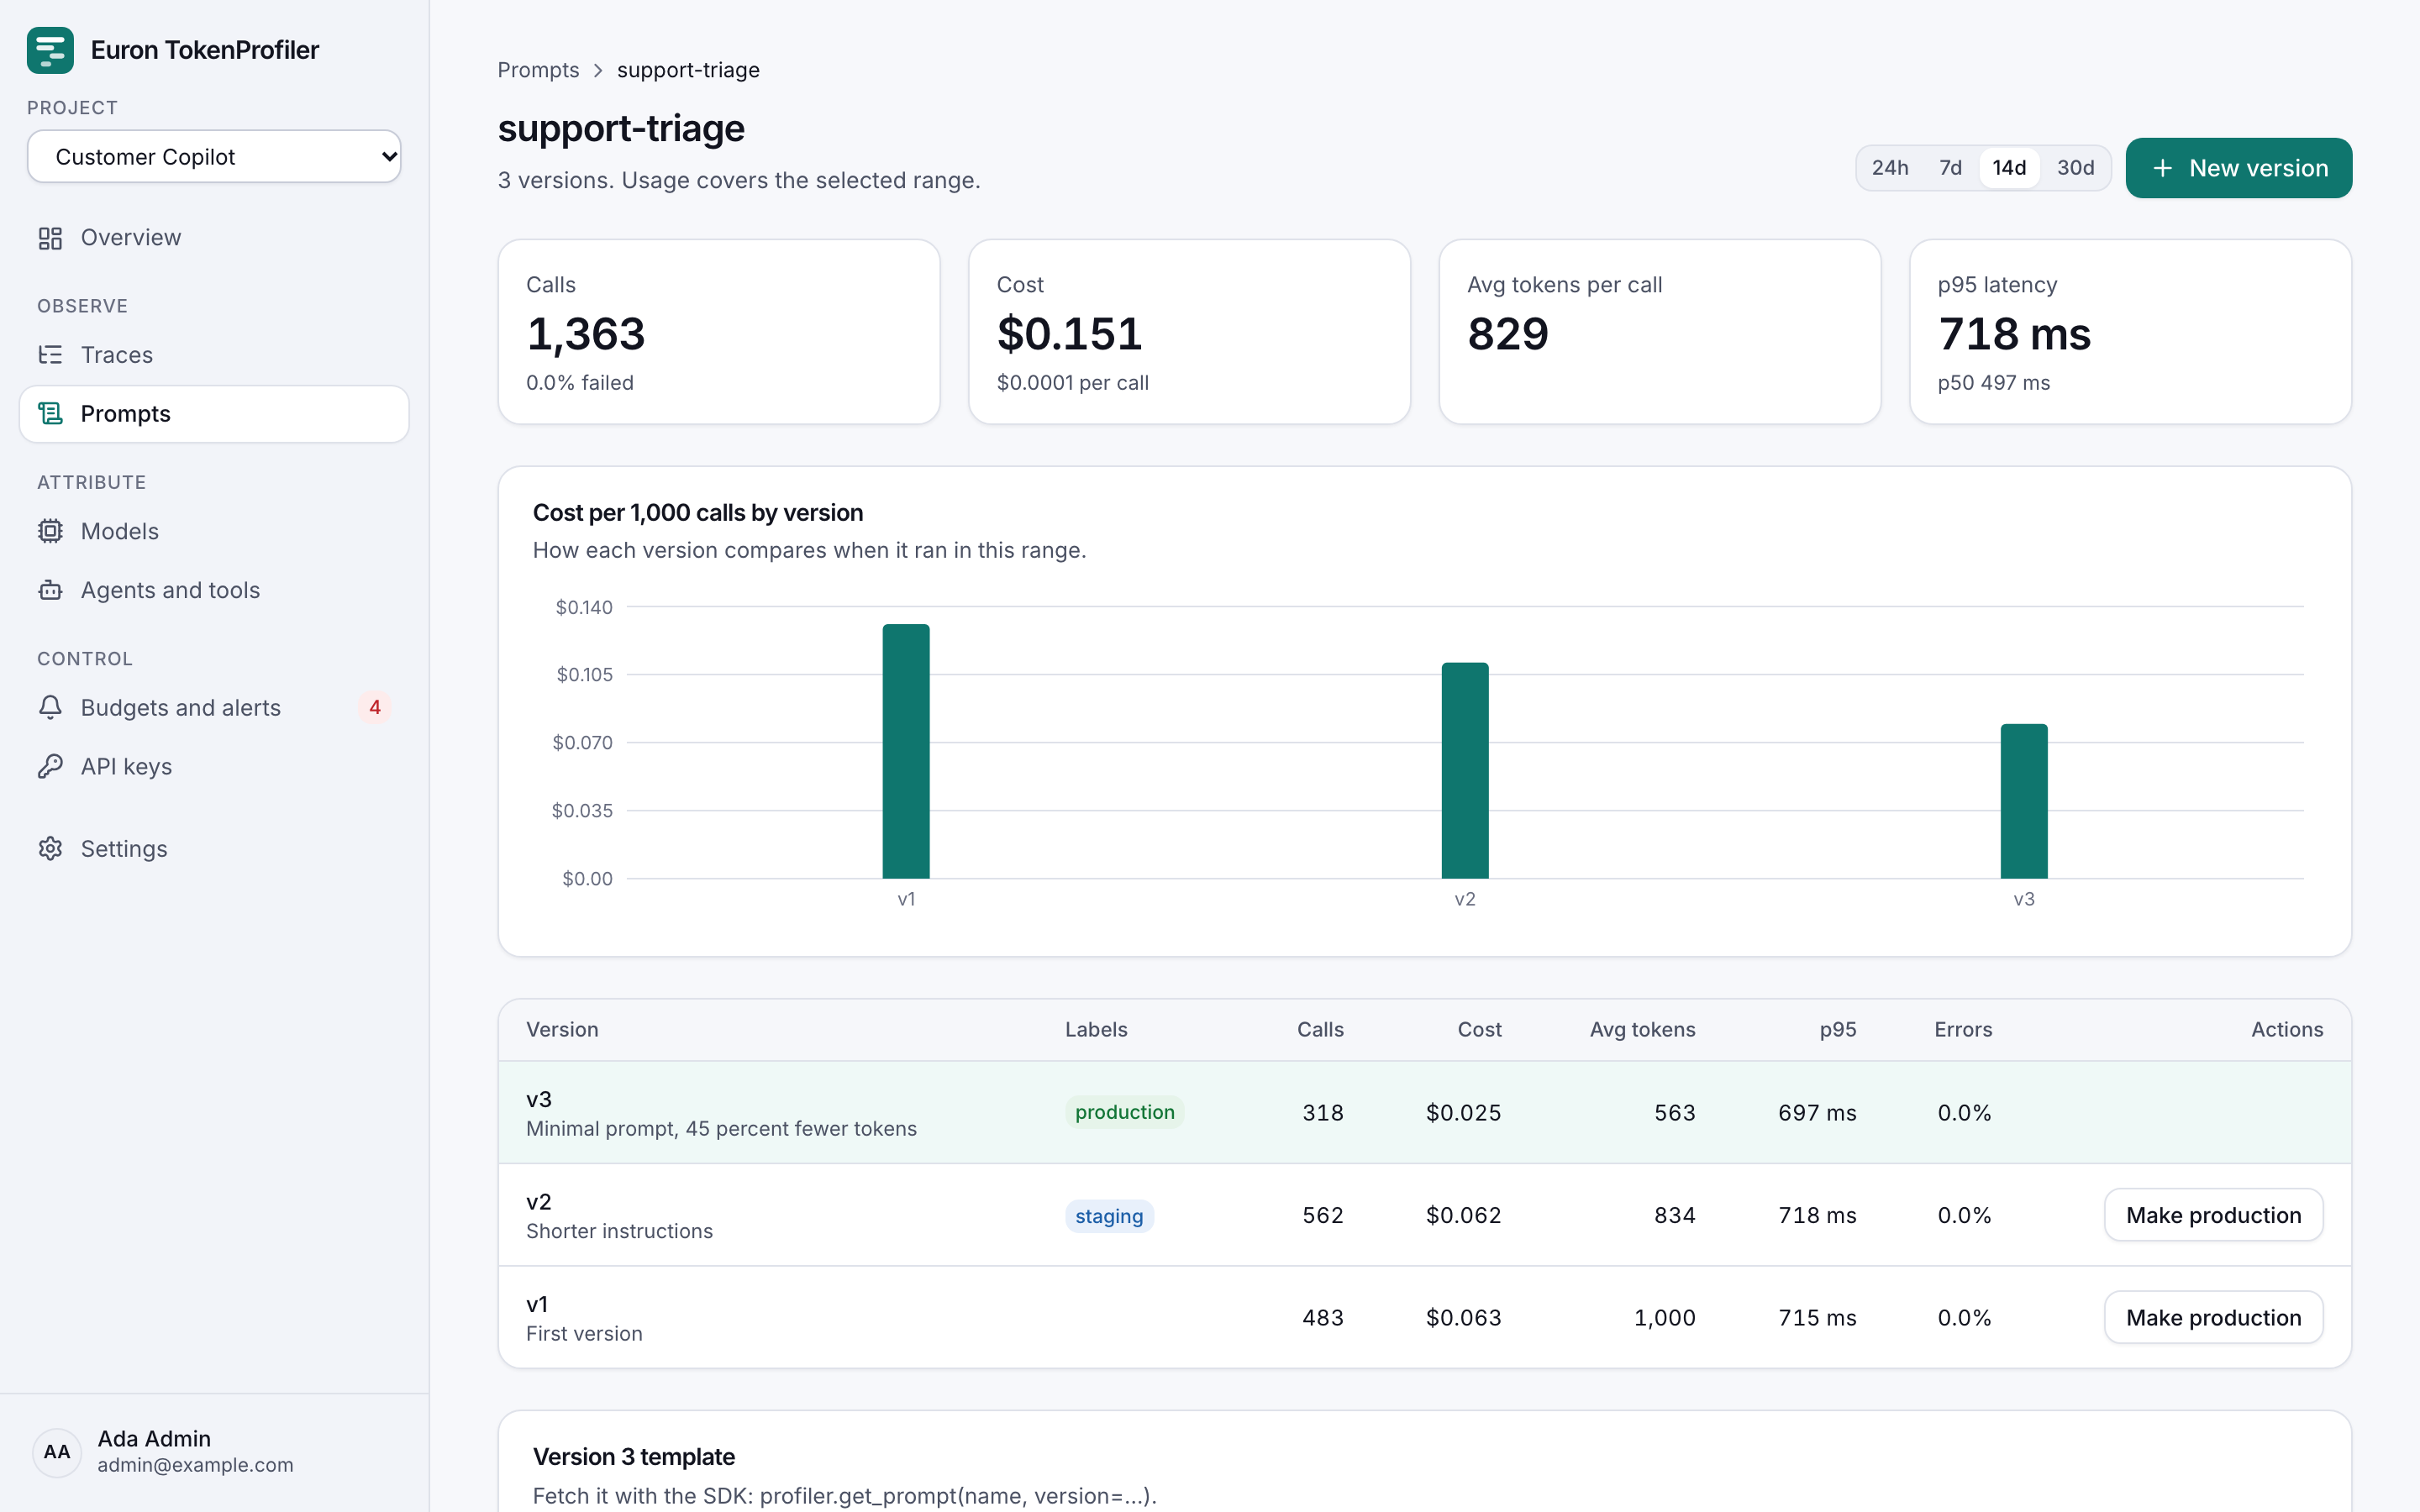 Euron TokenProfiler
PROJECT
Customer Copilot
Overview
OBSERVE
Traces
Prompts
ATTRIBUTE
Models
Agents and tools
CONTROL
Budgets and alerts 4
API keys
Settings
AA
Ada Admin
admin@example.com
Prompts > support-triage
support-triage
3 versions. Usage covers the selected range.
24h 7d 14d 30d
+ New version
Calls
1,363
0.0% failed
Cost
$0.151
$0.0001 per call
Avg tokens per call
829
p95 latency
718 ms
p50 497 ms
Cost per 1,000 calls by version
How each version compares when it ran in this range.
$0.140
$0.105
$0.070
$0.035
$0.00
v1 v2 v3
Version Labels Calls Cost Avg tokens p95 Errors Actions
v3
Minimal prompt, 45 percent fewer tokens
production 318 $0.025 563 697 ms 0.0%
v2
Shorter instructions
staging 562 $0.062 834 718 ms 0.0% Make production
v1
First version
483 $0.063 1,000 715 ms 0.0% Make production
Version 3 template
Fetch it with the SDK: profiler.get_prompt(name, version=...).